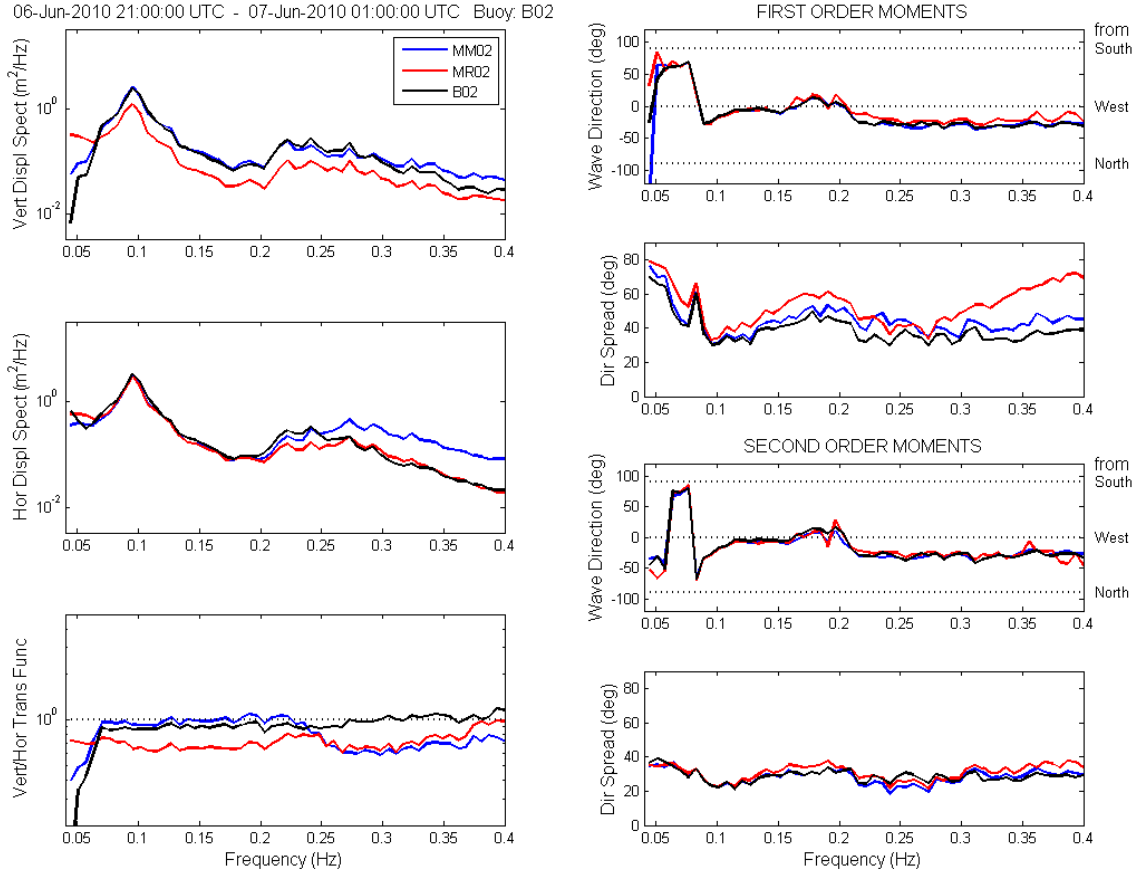 06-Jun-2010 21:00:00 UTC - 07-Jun-2010 01:00:00 UTC Buoy: B02
Vert Displ Spect (m²/Hz)
10⁰
10⁻²
MM02
MR02
B02
0.05 0.1 0.15 0.2 0.25 0.3 0.35 0.4
Hor Displ Spect (m²/Hz)
10⁰
10⁻²
0.05 0.1 0.15 0.2 0.25 0.3 0.35 0.4
Vert/Hor Trans Func
10⁰
0.05 0.1 0.15 0.2 0.25 0.3 0.35 0.4
Frequency (Hz)
FIRST ORDER MOMENTS
from
Wave Direction (deg)
100
50
0
-50
-100
South
West
North
0.05 0.1 0.15 0.2 0.25 0.3 0.35 0.4
Dir Spread (deg)
80
60
40
20
0
0.05 0.1 0.15 0.2 0.25 0.3 0.35 0.4
SECOND ORDER MOMENTS
from
Wave Direction (deg)
100
50
0
-50
-100
South
West
North
0.05 0.1 0.15 0.2 0.25 0.3 0.35 0.4
Dir Spread (deg)
80
60
40
20
0
0.05 0.1 0.15 0.2 0.25 0.3 0.35 0.4
Frequency (Hz)